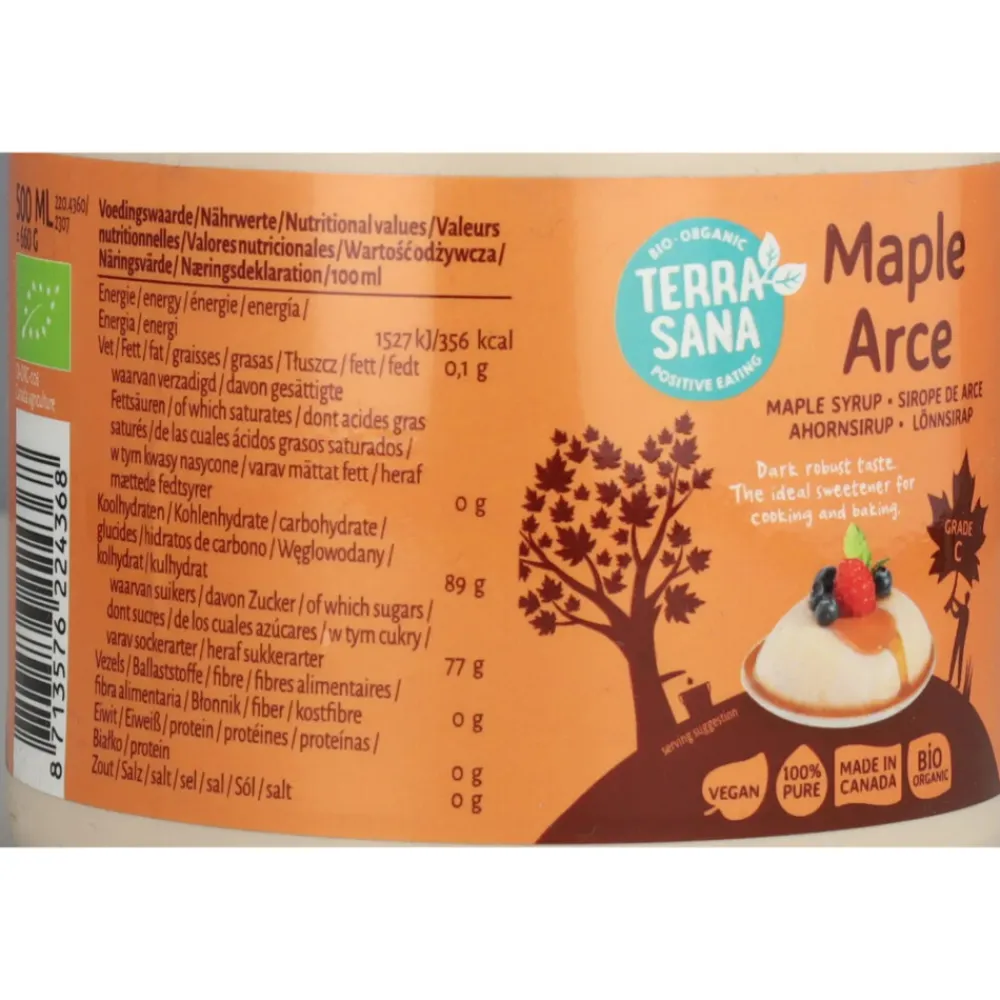 500 ML
= 660 G
220.4360/
2307
Canada agriculture
8 713576 224368
Voedingswaarde/Nährwerte/Nutritional values/Valeurs
nutritionnelles/Valores nutricionales/Wartość odżywcza/
Näringsvärde/Næringsdeklaration/100 ml
Energie/energy/énergie/energía/
Energia/energi
1527 kJ/356 kcal
Vet/Fett/fat/graisses/grasas/Tłuszcz/fett/fedt 0,1 g
waarvan verzadigd/davon gesättigte
Fettsäuren/of which saturates/dont acides gras
saturés/de las cuales ácidos grasos saturados/
w tym kwasy nasycone/varav mättat fett/heraf
mættede fedtsyrer 0 g
Koolhydraten/Kohlenhydrate/carbohydrate/
glucides/hidratos de carbono/Węglowodany/
kolhydrat/kulhydrat 89 g
waarvan suikers/davon Zucker/of which sugars/
dont sucres/de los cuales azúcares/w tym cukry/
varav sockerarter/heraf sukkerarter 77 g
Vezels/Ballaststoffe/fibre/fibres alimentaires/
fibra alimentaria/Błonnik/fiber/kostfibre 0 g
Eiwit/Eiweiß/protein/protéines/proteínas/
Białko/protein 0 g
Zout/Salz/salt/sel/sal/Sól/salt 0 g
BIO·ORGANIC
TERRA
SANA
POSITIVE EATING
Maple
Arce
MAPLE SYRUP • SIROPE DE ARCE
AHORNSIRUP • LÖNNSIRAP
Dark robust taste.
The ideal sweetener for
cooking and baking.
GRADE
C
serving suggestion
VEGAN
100%
PURE
MADE IN
CANADA
BIO
ORGANIC